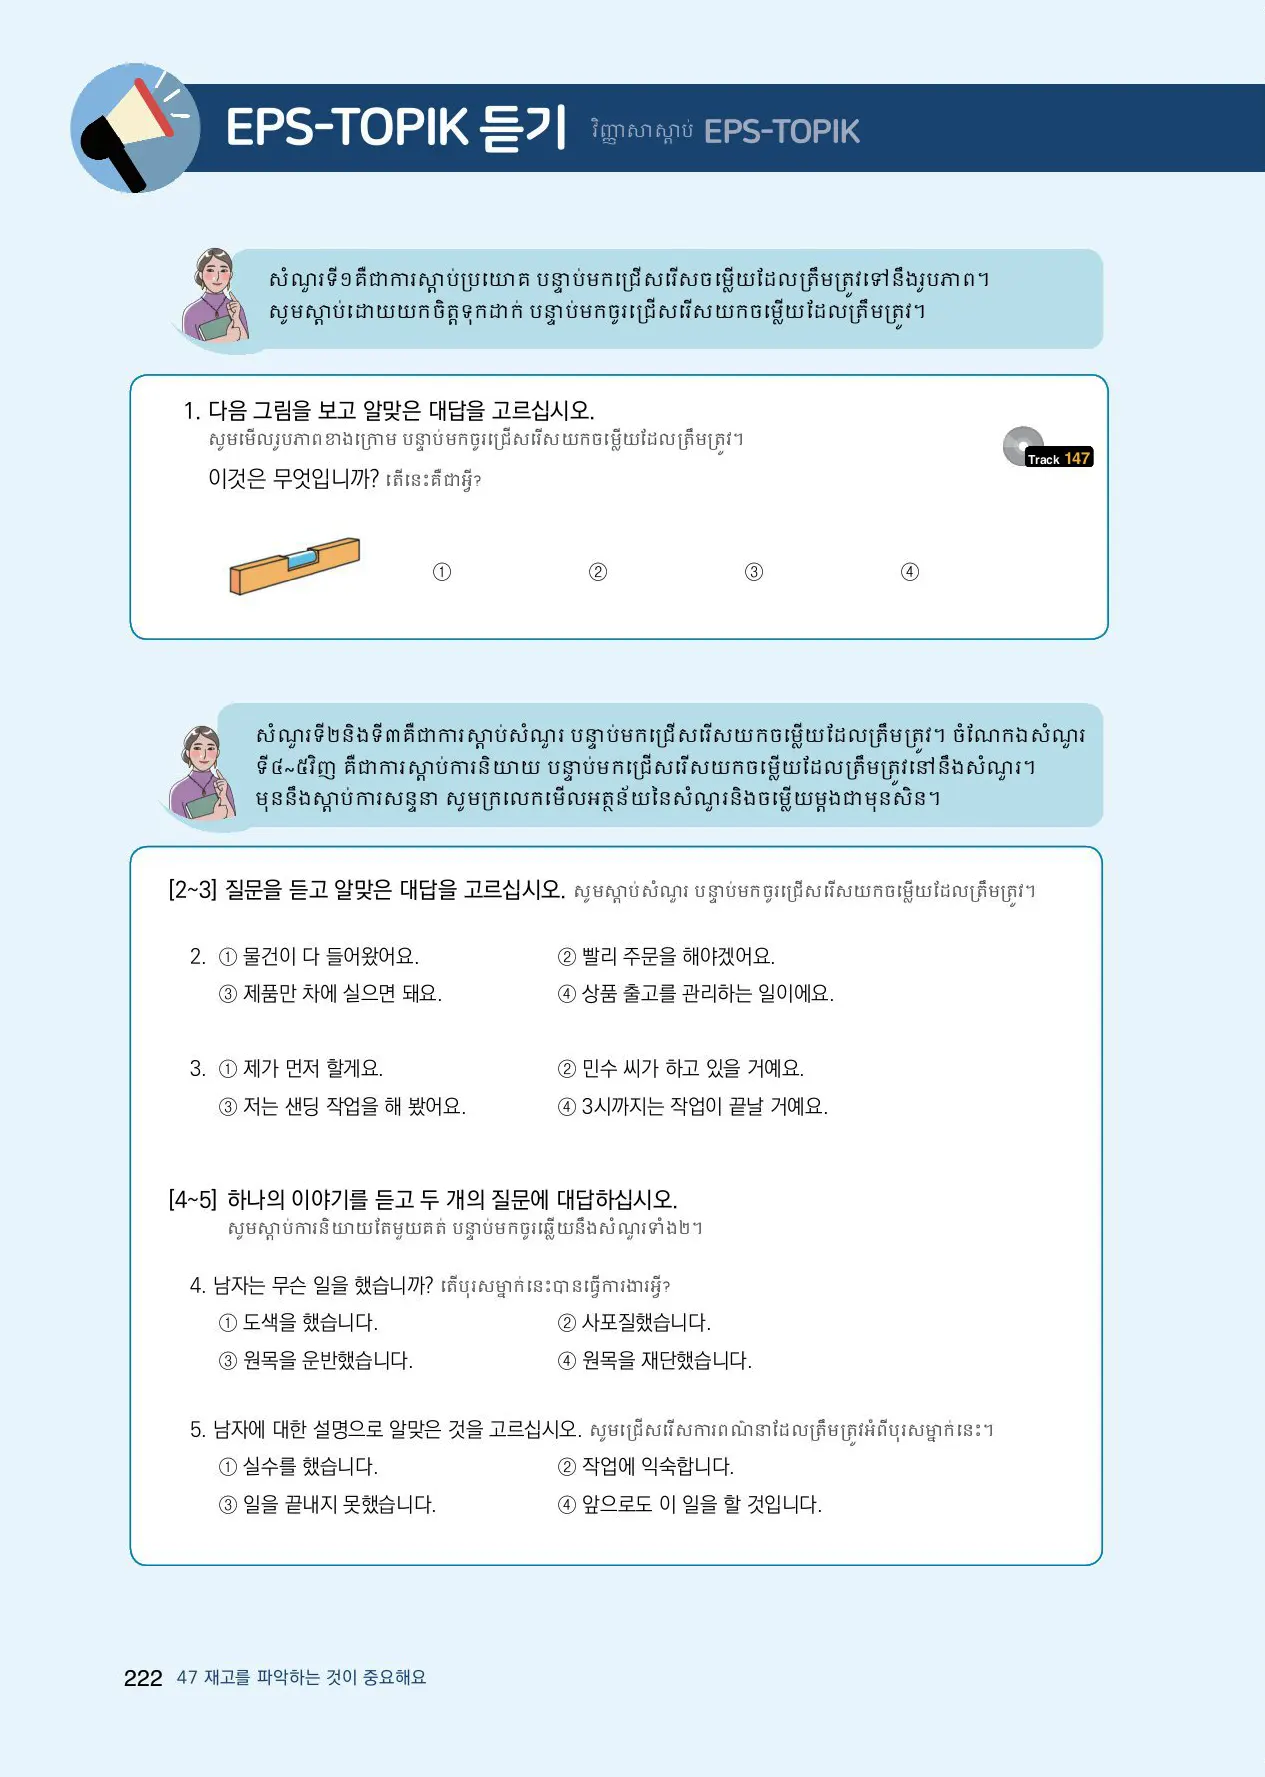 EPS-TOPIK 듣기 វិញ្ញាសាស្ដាប់ EPS-TOPIK
សំណួរទី១គឺជាការស្ដាប់ប្រយោគ បន្ទាប់មកជ្រើសរើសចម្លើយដែលត្រឹមត្រូវទៅនឹងរូបភាព។
សូមស្ដាប់ដោយយកចិត្តទុកដាក់ បន្ទាប់មកចូរជ្រើសរើសយកចម្លើយដែលត្រឹមត្រូវ។
1. 다음 그림을 보고 알맞은 대답을 고르십시오.
សូមមើលរូបភាពខាងក្រោម បន្ទាប់មកចូរជ្រើសរើសយកចម្លើយដែលត្រឹមត្រូវ។
Track 147
이것은 무엇입니까? តើនេះគឺជាអ្វី?
① ② ③ ④
សំណួរទី២និងទី៣គឺជាការស្ដាប់សំណួរ បន្ទាប់មកជ្រើសរើសយកចម្លើយដែលត្រឹមត្រូវ។ ចំណែកឯសំណួរ
ទី៤~៥វិញ គឺជាការស្ដាប់ការនិយាយ បន្ទាប់មកជ្រើសរើសយកចម្លើយដែលត្រឹមត្រូវនៅនឹងសំណួរ។
មុននឹងស្ដាប់ការសន្ទនា សូមក្រលេកមើលអត្ថន័យនៃសំណួរនិងចម្លើយម្ដងជាមុនសិន។
[2~3] 질문을 듣고 알맞은 대답을 고르십시오. សូមស្ដាប់សំណួរ បន្ទាប់មកចូរជ្រើសរើសយកចម្លើយដែលត្រឹមត្រូវ។
2. ① 물건이 다 들어왔어요. ② 빨리 주문을 해야겠어요.
③ 제품만 차에 실으면 돼요. ④ 상품 출고를 관리하는 일이에요.
3. ① 제가 먼저 할게요. ② 민수 씨가 하고 있을 거예요.
③ 저는 샌딩 작업을 해 봤어요. ④ 3시까지는 작업이 끝날 거예요.
[4~5] 하나의 이야기를 듣고 두 개의 질문에 대답하십시오.
សូមស្ដាប់ការនិយាយតែមួយគត់ បន្ទាប់មកចូរឆ្លើយនឹងសំណួរទាំង២។
4. 남자는 무슨 일을 했습니까? តើបុរសម្នាក់នេះបានធ្វើការងារអ្វី?
① 도색을 했습니다. ② 사포질했습니다.
③ 원목을 운반했습니다. ④ 원목을 재단했습니다.
5. 남자에 대한 설명으로 알맞은 것을 고르십시오. សូមជ្រើសរើសការពណ៌នាដែលត្រឹមត្រូវអំពីបុរសម្នាក់នេះ។
① 실수를 했습니다. ② 작업에 익숙합니다.
③ 일을 끝내지 못했습니다. ④ 앞으로도 이 일을 할 것입니다.
222 47 재고를 파악하는 것이 중요해요